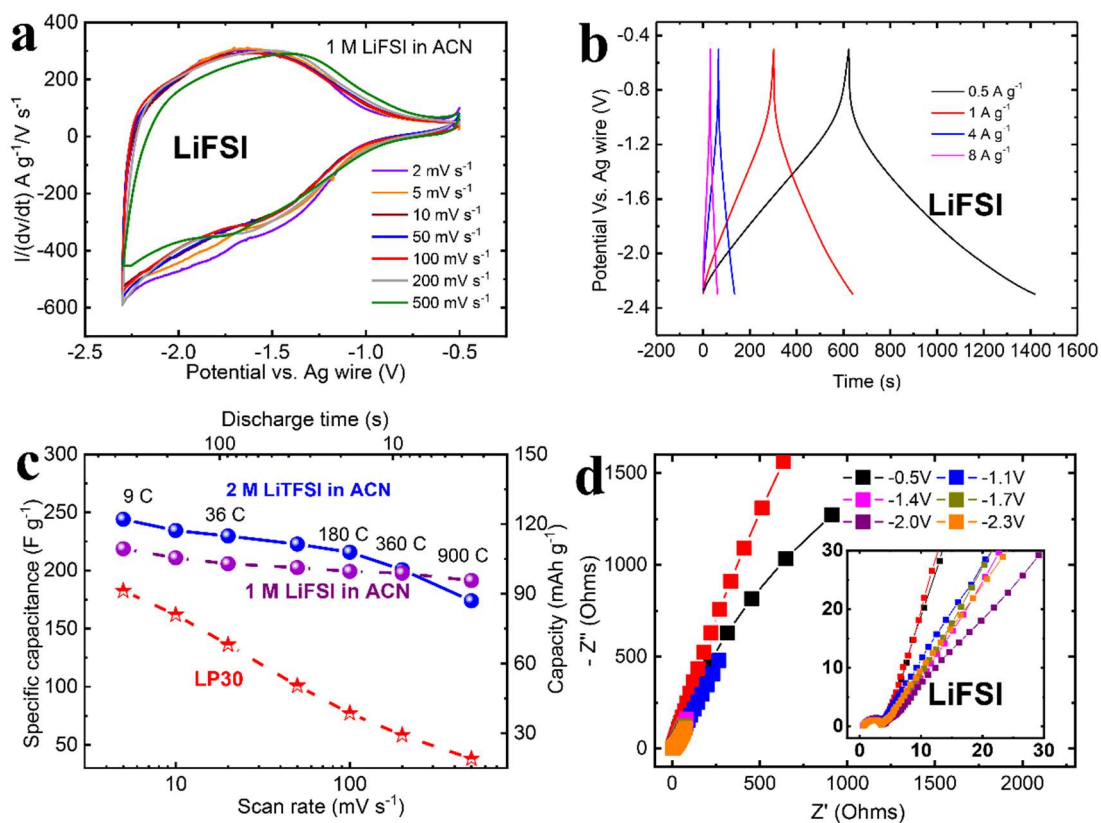 a
1 M LiFSI in ACN
LiFSI
I/(dv/dt) A g⁻¹/V s⁻¹
400
200
0
-200
-400
-600
2 mV s⁻¹
5 mV s⁻¹
10 mV s⁻¹
50 mV s⁻¹
100 mV s⁻¹
200 mV s⁻¹
500 mV s⁻¹
-2.5 -2.0 -1.5 -1.0 -0.5
Potential vs. Ag wire (V)
b
Potential Vs. Ag wire (V)
-0.4
-0.8
-1.2
-1.6
-2.0
-2.4
0.5 A g⁻¹
1 A g⁻¹
4 A g⁻¹
8 A g⁻¹
LiFSI
-200 0 200 400 600 800 1000 1200 1400 1600
Time (s)
c
Discharge time (s)
100 10
Specific capacitance (F g⁻¹)
300
250
200
150
100
50
Capacity (mAh g⁻¹)
150
120
90
60
30
2 M LiTFSI in ACN
9 C
36 C
180 C
360 C
900 C
1 M LiFSI in ACN
LP30
10 100
Scan rate (mV s⁻¹)
d
- Z'' (Ohms)
1500
1000
500
0
-0.5V -1.1V
-1.4V -1.7V
-2.0V -2.3V
30
20
10
0
LiFSI
10 20 30
0 500 1000 1500 2000
Z' (Ohms)